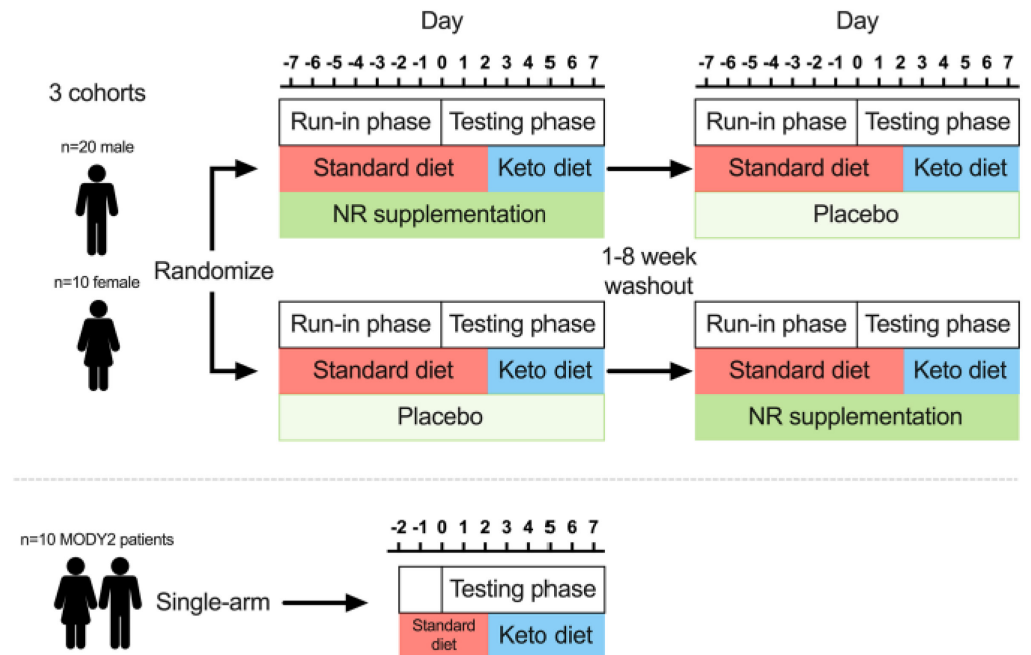 Day
Day
-7 -6 -5 -4 -3 -2 -1 0 1 2 3 4 5 6 7
-7 -6 -5 -4 -3 -2 -1 0 1 2 3 4 5 6 7
3 cohorts
Run-in phase
Testing phase
Run-in phase
Testing phase
n=20 male
Standard diet
Keto diet
Standard diet
Keto diet
NR supplementation
Placebo
Randomize
1-8 week
washout
n=10 female
Run-in phase
Testing phase
Run-in phase
Testing phase
Standard diet
Keto diet
Standard diet
Keto diet
Placebo
NR supplementation
n=10 MODY2 patients
-2 -1 0 1 2 3 4 5 6 7
Single-arm
Testing phase
Standard
diet
Keto diet